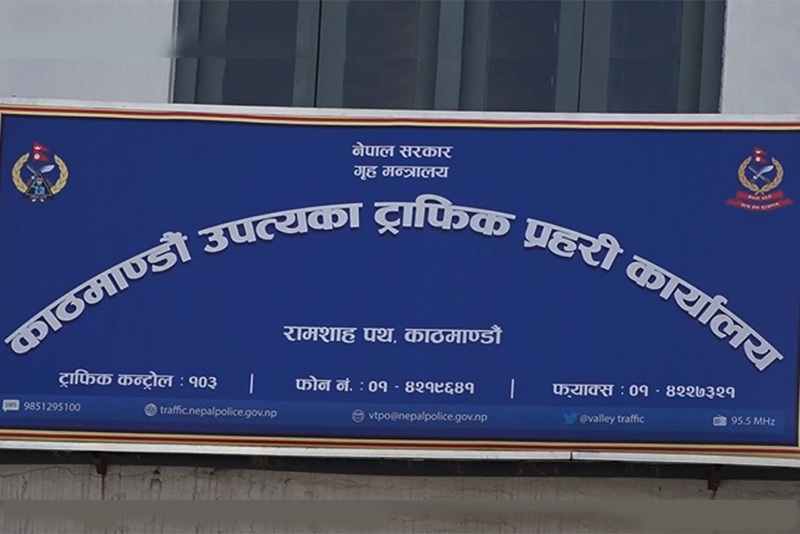 नेपाल सरकार
गृह मन्त्रालय
काठमाण्डौं उपत्यका ट्राफिक प्रहरी कार्यालय
रामशाह पथ, काठमाण्डौं
ट्राफिक कन्ट्रोल : १०३ | फोन नं. : ०१ - ४२१९६४१ | फ्याक्स : ०१ - ४२२७३२१
SMS 9851295100 traffic.nepalpolice.gov.np vtpo@nepalpolice.gov.np @valley traffic 95.5 MHz